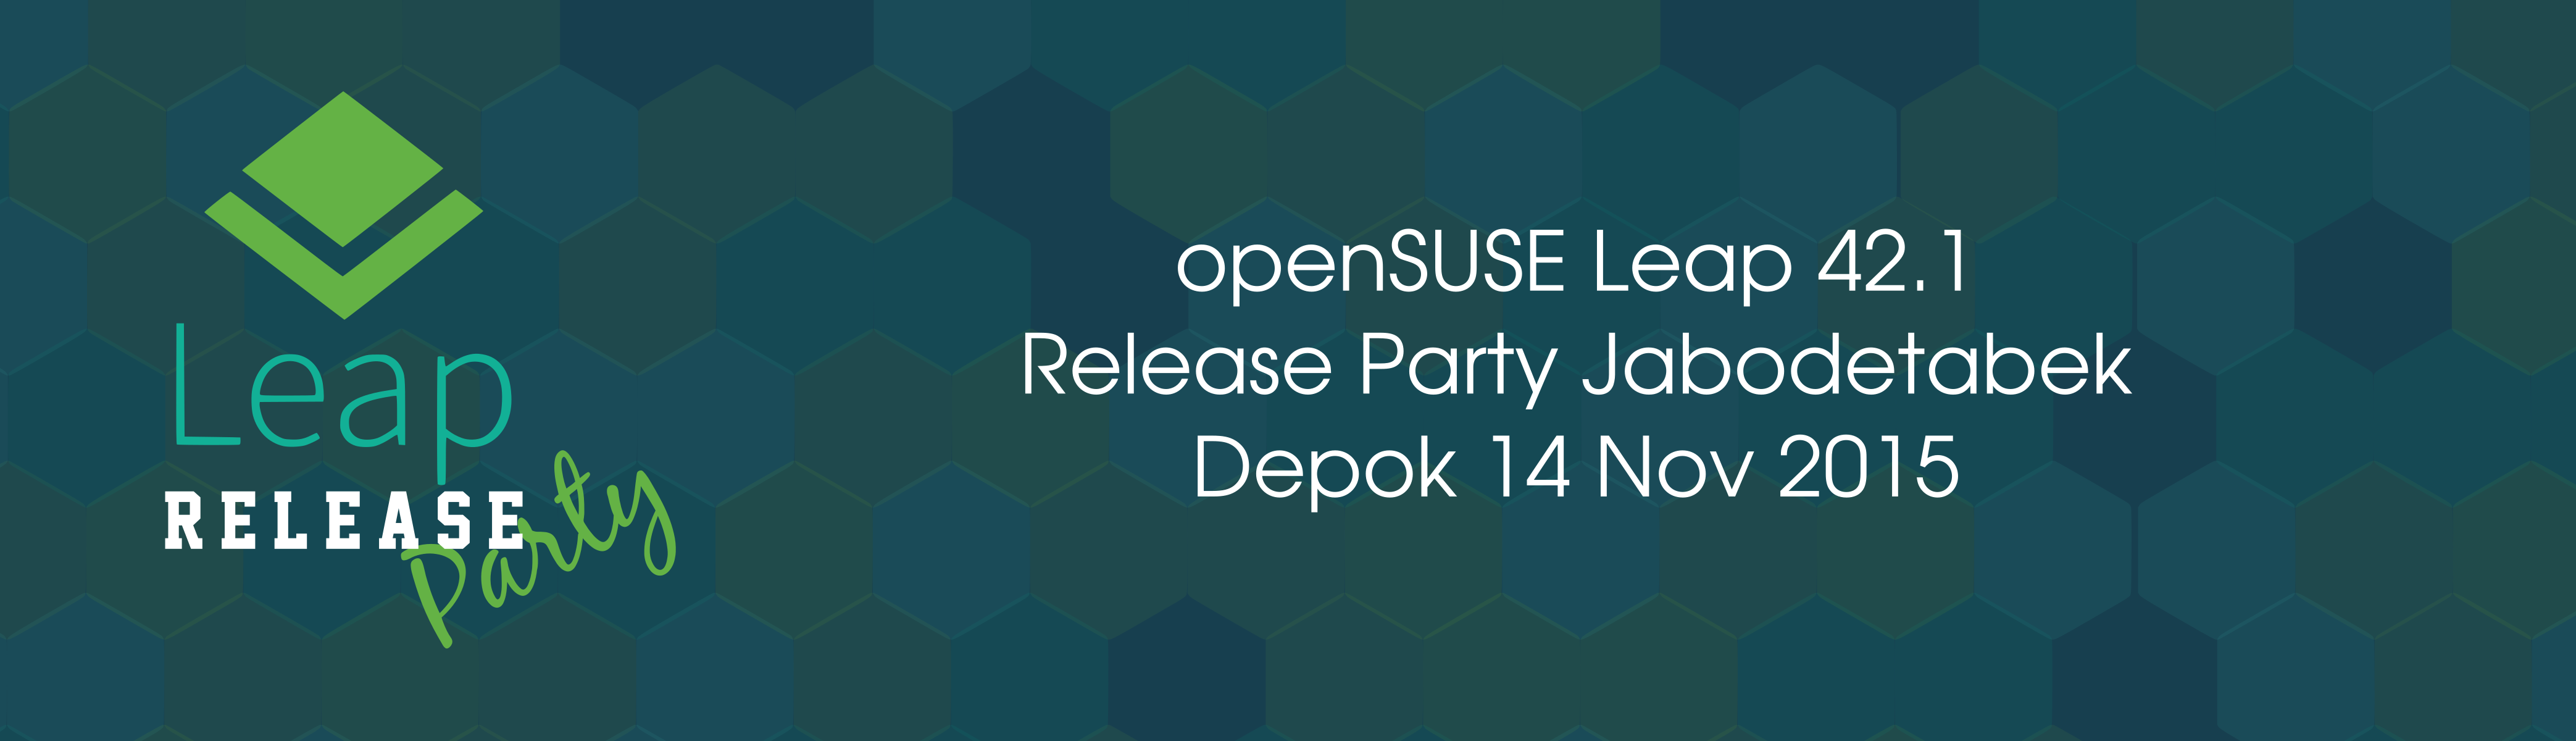 Leap
RELEASE
Party
openSUSE Leap 42.1
Release Party Jabodetabek
Depok 14 Nov 2015